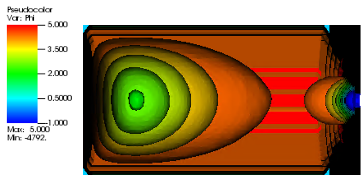 Pseudocolor
Var: Phi
5.000
3.500
2.000
0.5000
-1.000
Max: 5.000
Min: -4792.